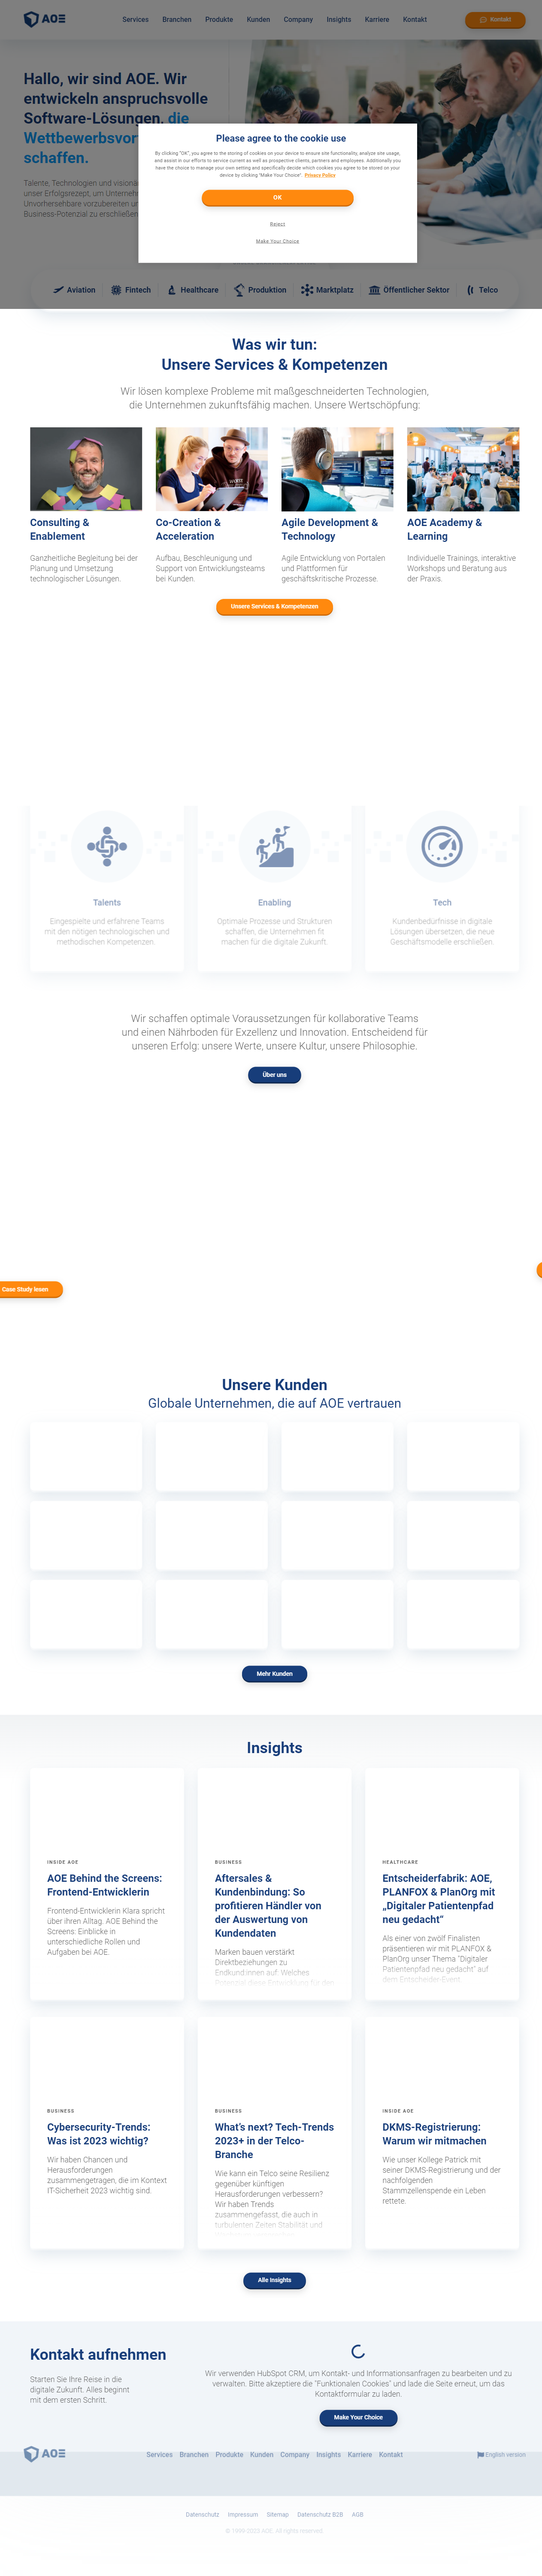 AOE
Services Branchen Produkte Kunden Company Insights Karriere Kontakt
Kontakt
Hallo, wir sind AOE. Wir
entwickeln anspruchsvolle
Software-Lösungen, die
Wettbewerbsvor
schaffen.
Talente, Technologien und visionä
unser Erfolgsrezept, um Unterneh
Unvorhersehbare vorzubereiten u
Business-Potenzial zu erschließen
Please agree to the cookie use
By clicking "OK", you agree to the storing of cookies on your device to ensure site functionality, analyze site usage,
and assist in our efforts to service current as well as prospective clients, partners and employees. Additionally you
have the choice to manage your own setting and specifically decide which cookies you agree to be stored on your
device by clicking "Make Your Choice". Privacy Policy
OK
Reject
Make Your Choice
Aviation Fintech Healthcare Produktion Marktplatz Öffentlicher Sektor Telco
Was wir tun:
Unsere Services & Kompetenzen
Wir lösen komplexe Probleme mit maßgeschneiderten Technologien,
die Unternehmen zukunftsfähig machen. Unsere Wertschöpfung:
Consulting &
Enablement
Ganzheitliche Begleitung bei der
Planung und Umsetzung
technologischer Lösungen.
Co-Creation &
Acceleration
Aufbau, Beschleunigung und
Support von Entwicklungsteams
bei Kunden.
Agile Development &
Technology
Agile Entwicklung von Portalen
und Plattformen für
geschäftskritische Prozesse.
AOE Academy &
Learning
Individuelle Trainings, interaktive
Workshops und Beratung aus
der Praxis.
Unsere Services & Kompetenzen
Talents
Eingespielte und erfahrene Teams
mit den nötigen technologischen und
methodischen Kompetenzen.
Enabling
Optimale Prozesse und Strukturen
schaffen, die Unternehmen fit
machen für die digitale Zukunft.
Tech
Kundenbedürfnisse in digitale
Lösungen übersetzen, die neue
Geschäftsmodelle erschließen.
Wir schaffen optimale Voraussetzungen für kollaborative Teams
und einen Nährboden für Exzellenz und Innovation. Entscheidend für
unseren Erfolg: unsere Werte, unsere Kultur, unsere Philosophie.
Über uns
Case Study lesen
Unsere Kunden
Globale Unternehmen, die auf AOE vertrauen
Mehr Kunden
Insights
INSIDE AOE
AOE Behind the Screens:
Frontend-Entwicklerin
Frontend-Entwicklerin Klara spricht
über ihren Alltag. AOE Behind the
Screens: Einblicke in
unterschiedliche Rollen und
Aufgaben bei AOE.
BUSINESS
Aftersales &
Kundenbindung: So
profitieren Händler von
der Auswertung von
Kundendaten
Marken bauen verstärkt
Direktbeziehungen zu
Endkund:innen auf. Welches
HEALTHCARE
Entscheiderfabrik: AOE,
PLANFOX & PlanOrg mit
„Digitaler Patientenpfad
neu gedacht“
Als einer von zwölf Finalisten
präsentieren wir mit PLANFOX &
PlanOrg unser Thema "Digitaler
Patientenpfad neu gedacht" auf
dem Entscheider-Event.
BUSINESS
Cybersecurity-Trends:
Was ist 2023 wichtig?
Wir haben Chancen und
Herausforderungen
zusammengetragen, die im Kontext
IT-Sicherheit 2023 wichtig sind.
BUSINESS
What’s next? Tech-Trends
2023+ in der Telco-
Branche
Wie kann ein Telco seine Resilienz
gegenüber künftigen
Herausforderungen verbessern?
Wir haben Trends
zusammengefasst, die auch in
turbulenten Zeiten Stabilität und
INSIDE AOE
DKMS-Registrierung:
Warum wir mitmachen
Wie unser Kollege Patrick mit
seiner DKMS-Registrierung und der
nachfolgenden
Stammzellenspende ein Leben
rettete.
Alle Insights
Kontakt aufnehmen
Starten Sie Ihre Reise in die
digitale Zukunft. Alles beginnt
mit dem ersten Schritt.
Wir verwenden HubSpot CRM, um Kontakt- und Informationsanfragen zu bearbeiten und zu
verwalten. Bitte akzeptiere die "Funktionalen Cookies" und lade die Seite erneut, um das
Kontaktformular zu laden.
Make Your Choice
AOE
Services Branchen Produkte Kunden Company Insights Karriere Kontakt
English version
Datenschutz Impressum Sitemap Datenschutz B2B AGB
All rights reserved.